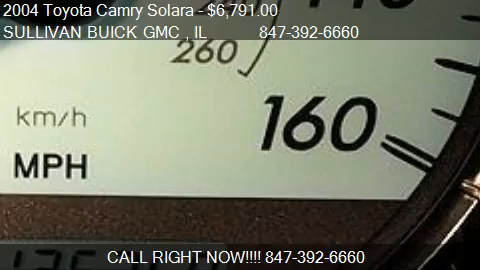 2004 Toyota Camry Solara - $6,791.00
SULLIVAN BUICK GMC , IL 847-392-6660
260
km/h
160
MPH
CALL RIGHT NOW!!!! 847-392-6660